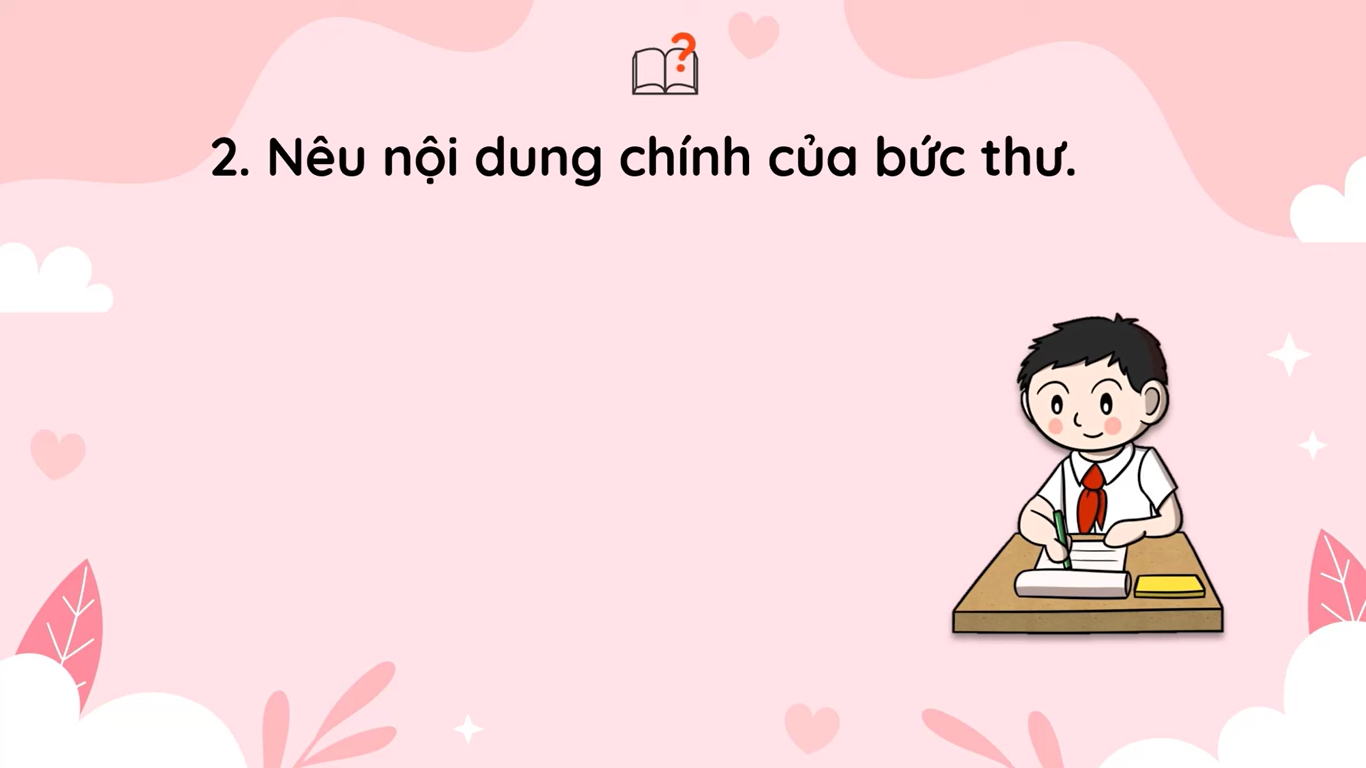 ?
2. Nêu nội dung chính của bức thư.